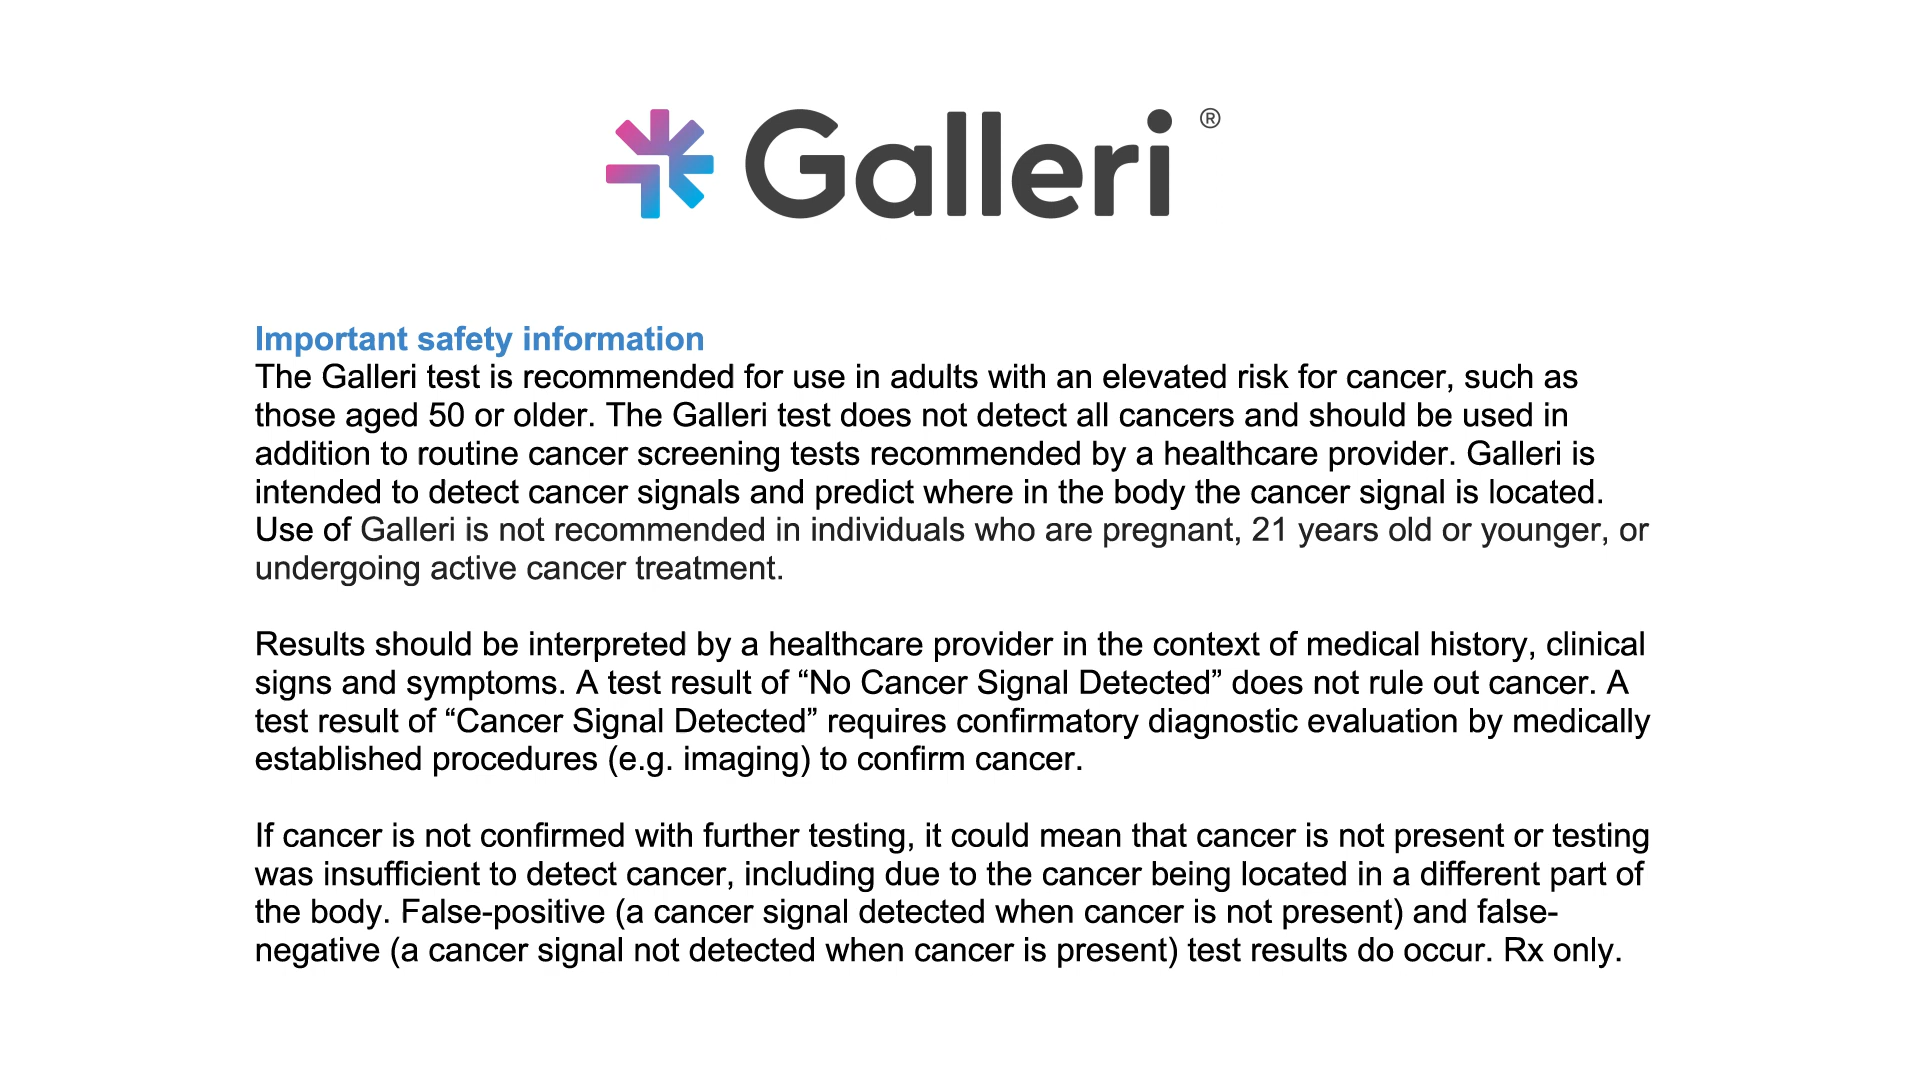 Galleri ®
Important safety information
The Galleri test is recommended for use in adults with an elevated risk for cancer, such as
those aged 50 or older. The Galleri test does not detect all cancers and should be used in
addition to routine cancer screening tests recommended by a healthcare provider. Galleri is
intended to detect cancer signals and predict where in the body the cancer signal is located.
Use of Galleri is not recommended in individuals who are pregnant, 21 years old or younger, or
undergoing active cancer treatment.
Results should be interpreted by a healthcare provider in the context of medical history, clinical
signs and symptoms. A test result of “No Cancer Signal Detected” does not rule out cancer. A
test result of “Cancer Signal Detected” requires confirmatory diagnostic evaluation by medically
established procedures (e.g. imaging) to confirm cancer.
If cancer is not confirmed with further testing, it could mean that cancer is not present or testing
was insufficient to detect cancer, including due to the cancer being located in a different part of
the body. False-positive (a cancer signal detected when cancer is not present) and false-
negative (a cancer signal not detected when cancer is present) test results do occur. Rx only.